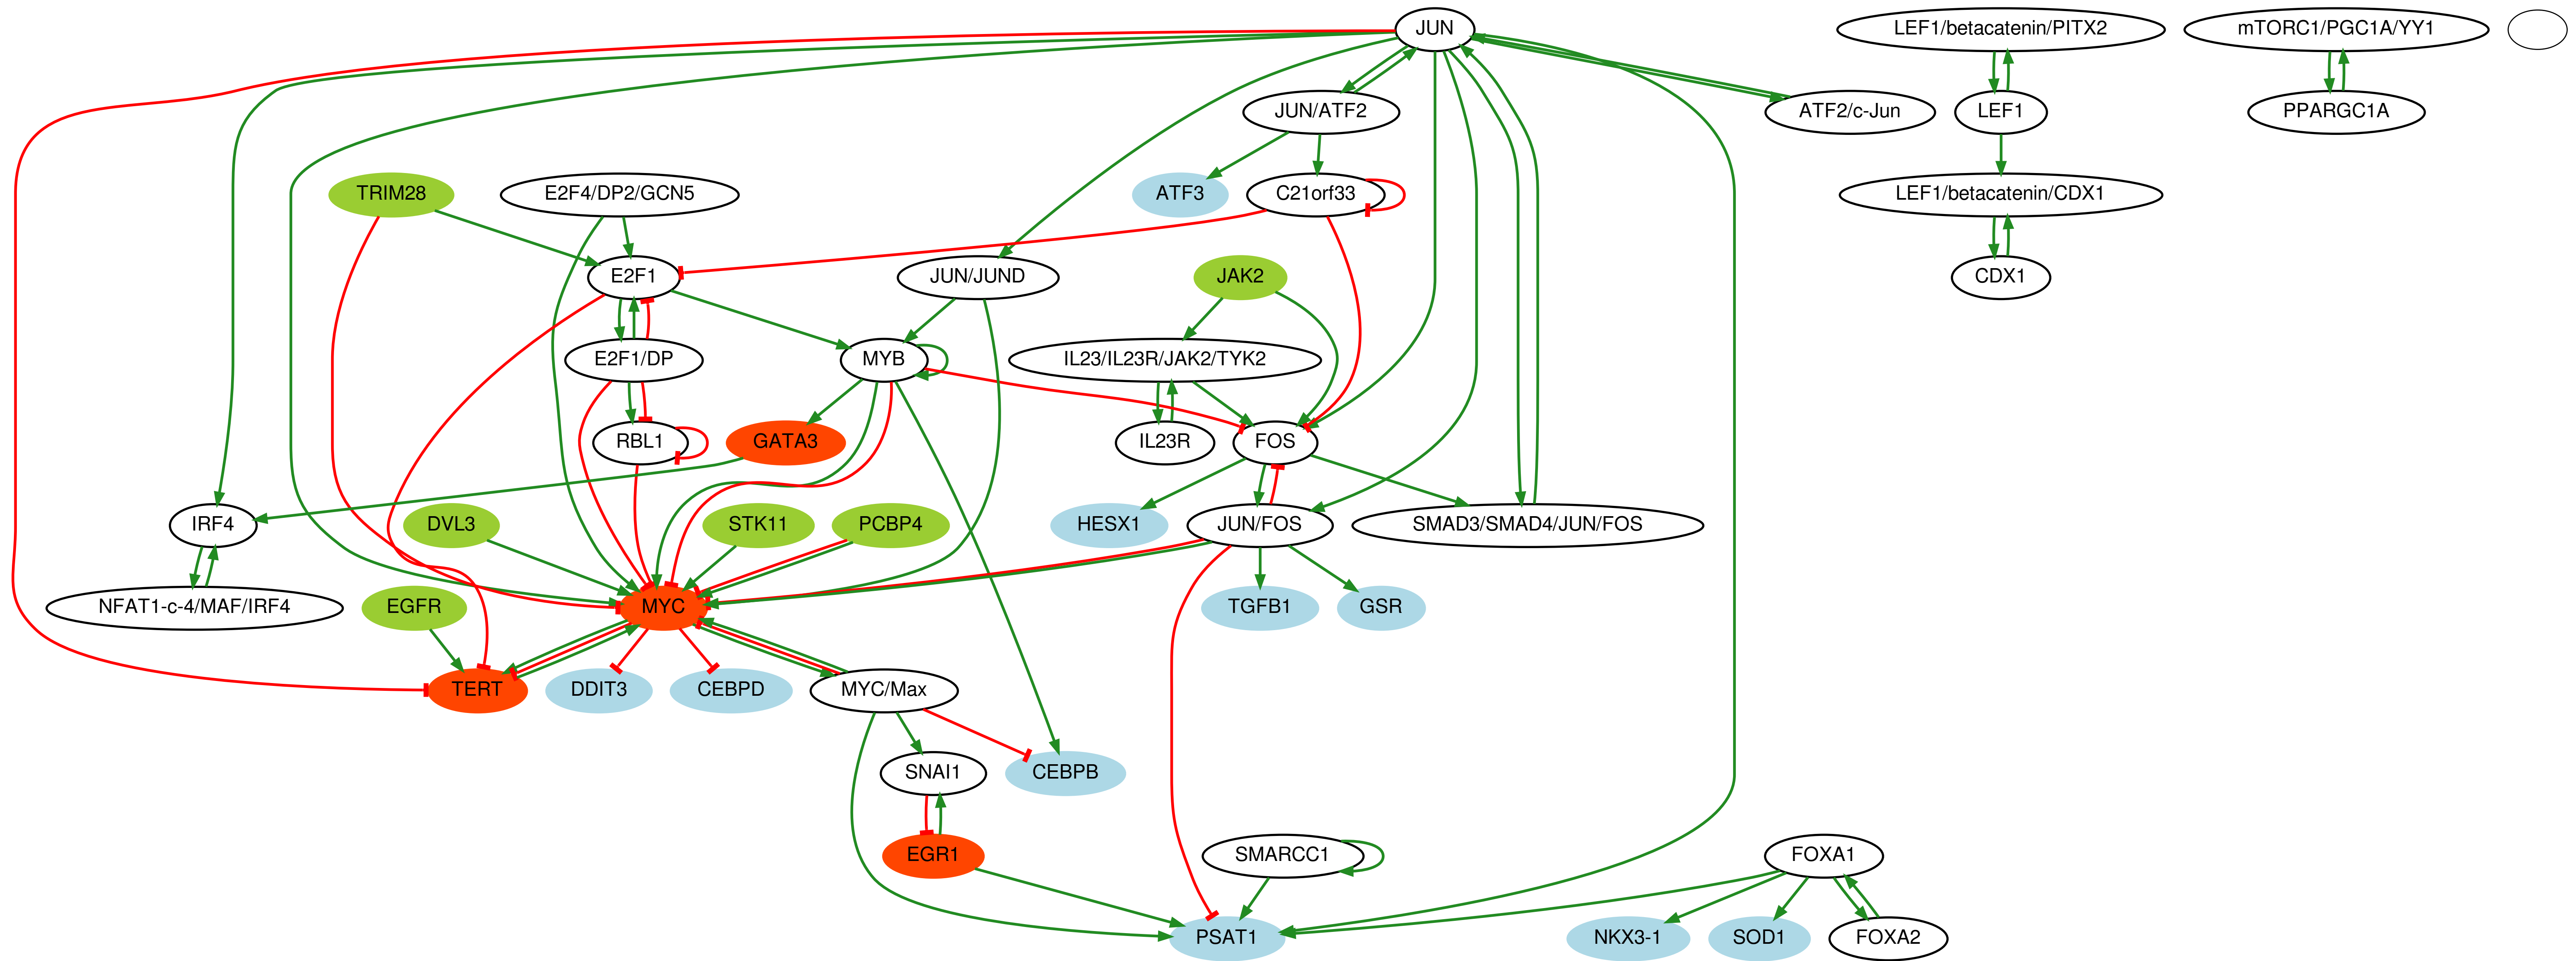 JUN
LEF1/betacatenin/PITX2
mTORC1/PGC1A/YY1
JUN/ATF2
ATF2/c-Jun
LEF1
PPARGC1A
TRIM28
E2F4/DP2/GCN5
ATF3
C21orf33
LEF1/betacatenin/CDX1
E2F1
JUN/JUND
JAK2
CDX1
E2F1/DP
MYB
IL23/IL23R/JAK2/TYK2
RBL1
GATA3
IL23R
FOS
IRF4
DVL3
STK11
PCBP4
HESX1
JUN/FOS
SMAD3/SMAD4/JUN/FOS
NFAT1-c-4/MAF/IRF4
EGFR
MYC
TGFB1
GSR
TERT
DDIT3
CEBPD
MYC/Max
SNAI1
CEBPB
EGR1
SMARCC1
FOXA1
PSAT1
NKX3-1
SOD1
FOXA2